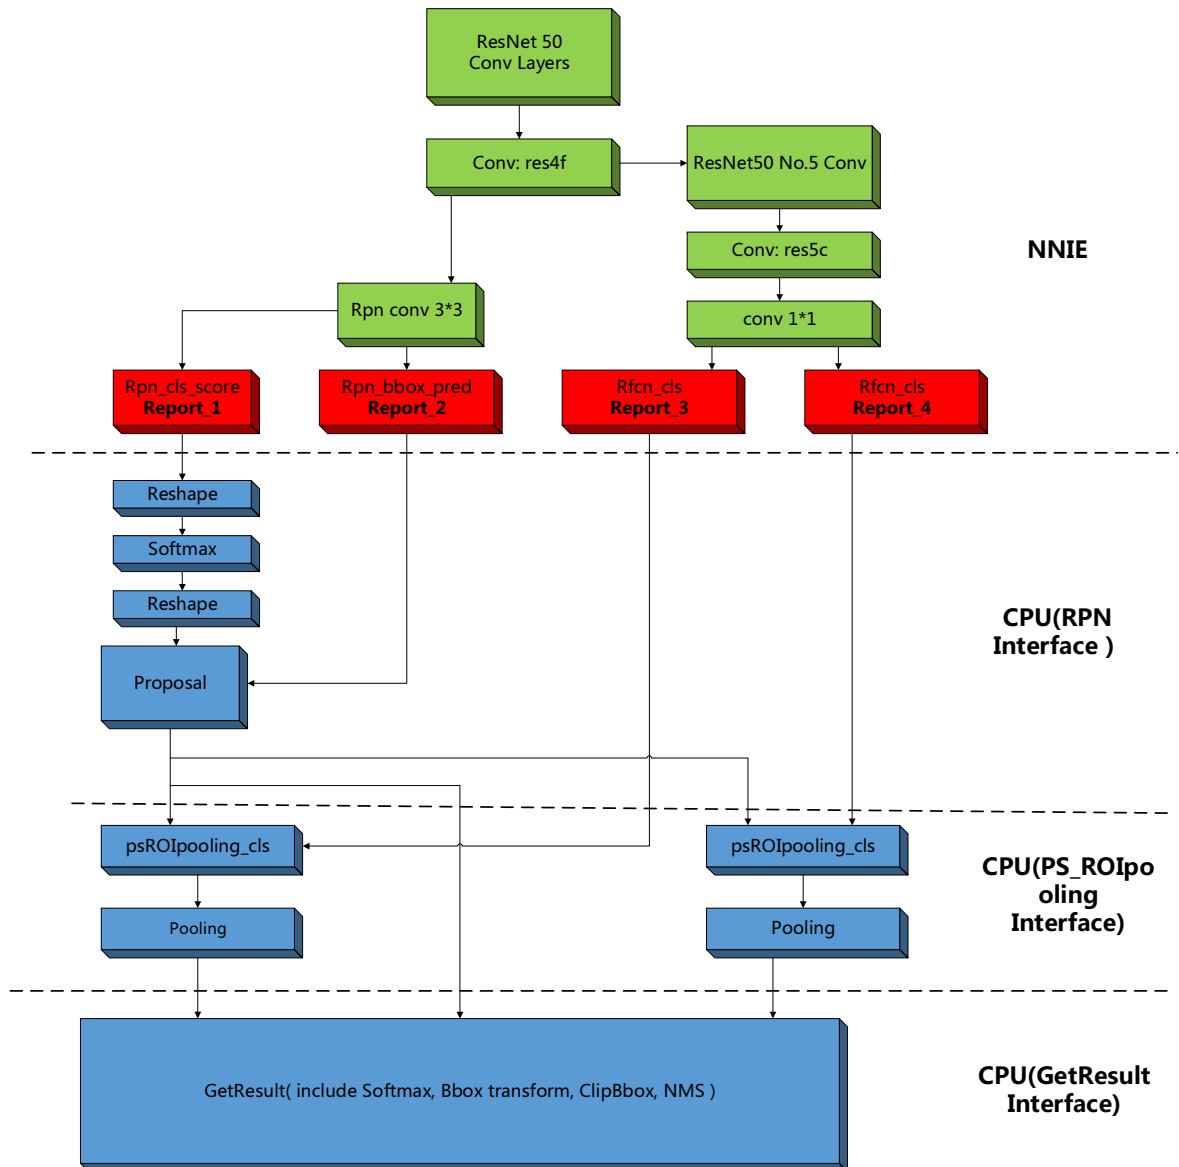 ResNet 50
Conv Layers
Conv: res4f
ResNet50 No.5 Conv
Conv: res5c
NNIE
Rpn conv 3*3
conv 1*1
Rpn_cls_score
Report_1
Rpn_bbox_pred
Report_2
Rfcn_cls
Report_3
Rfcn_cls
Report_4
Reshape
Softmax
Reshape
CPU(RPN
Interface )
Proposal
psROIpooling_cls
psROIpooling_cls
CPU(PS_ROIpo
oling
Interface)
Pooling
Pooling
GetResult( include Softmax, Bbox transform, ClipBbox, NMS )
CPU(GetResult
Interface)